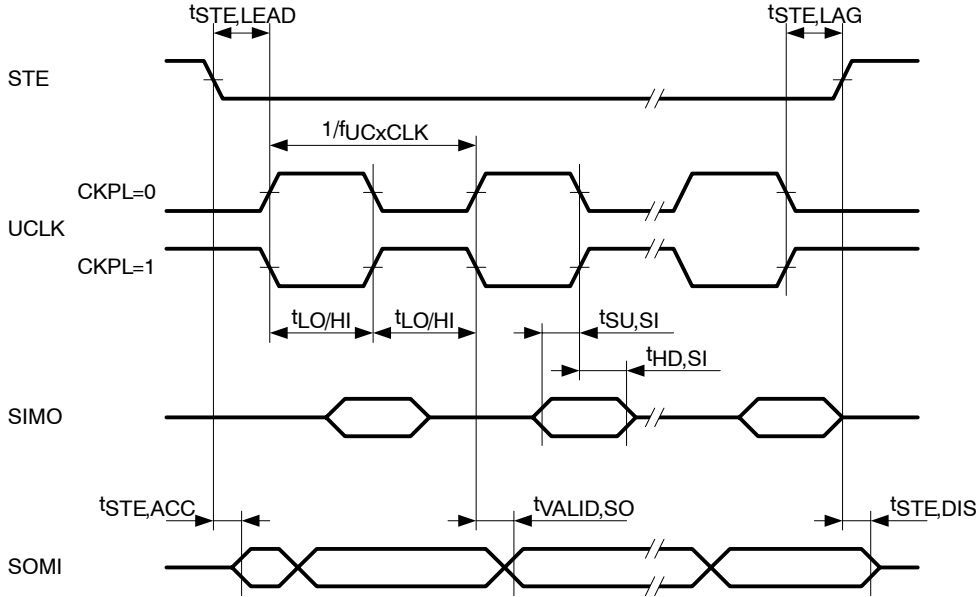 tSTE,LEAD
tSTE,LAG
STE
1/fUCxCLK
CKPL=0
UCLK
CKPL=1
tLO/HI tLO/HI
tSU,SI
tHD,SI
SIMO
tSTE,ACC
tVALID,SO
tSTE,DIS
SOMI